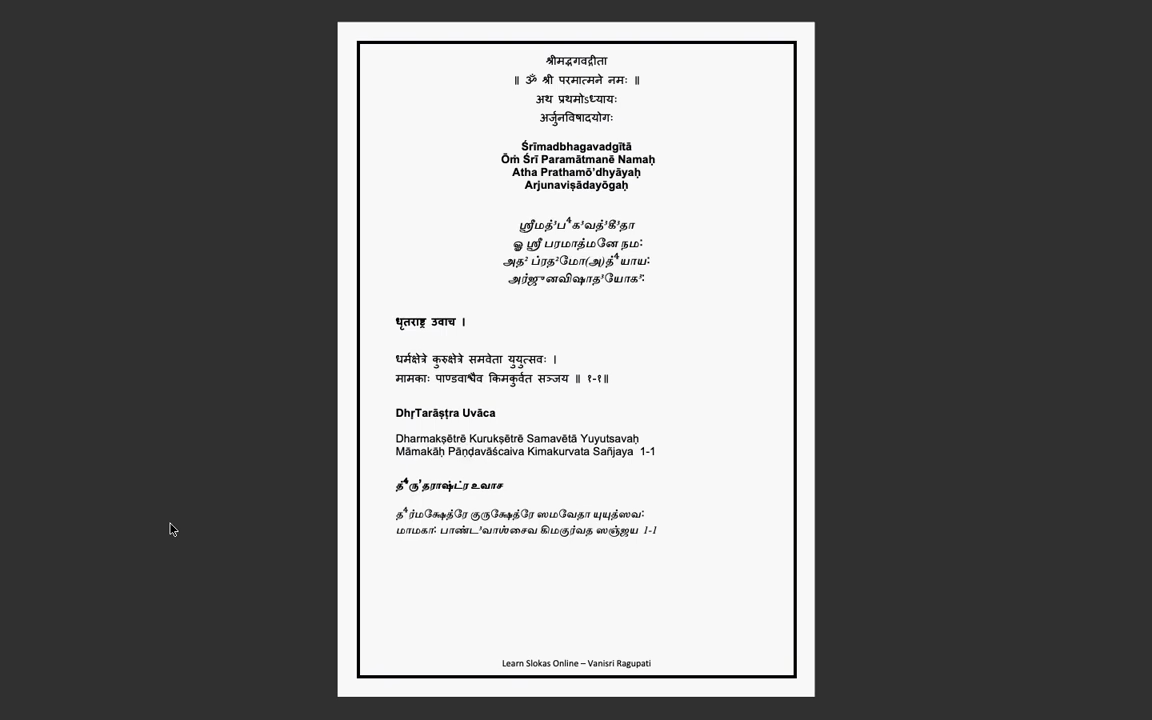 श्रीमद्भगवद्गीता
॥ ॐ श्री परमात्मने नमः ॥
अथ प्रथमोऽध्यायः
अर्जुनविषादयोगः
Śrīmadbhagavadgītā
Ōṁ Śrī Paramātmanē Namaḥ
Atha Prathamō'dhyāyaḥ
Arjunaviṣādayōgaḥ
ஶ்ரீமத்³ப⁴க³வத்³கீ³தா
ஓ ஶ்ரீ பரமாத்மனே நம:
அத² ப்ரத²மோ(அ)த்⁴யாய:
அர்ஜுனவிஷாத³யோக³:
धृतराष्ट्र उवाच ।
धर्मक्षेत्रे कुरुक्षेत्रे समवेता युयुत्सवः ।
मामकाः पाण्डवाश्चैव किमकुर्वत सञ्जय ॥ १-१॥
DhṛTarāṣṭra Uvāca
Dharmakṣētrē Kurukṣētrē Samavētā Yuyutsavaḥ
Māmakāḥ Pāṇḍavāścaiva Kimakurvata Sañjaya 1-1
த்⁴ருʼதராஷ்ட்ர உவாச
த⁴ர்மக்ஷேத்ரே குருக்ஷேத்ரே ஸமவேதா யுயுத்ஸவ:
மாமகா: பாண்ட³வாஶ்சைவ கிமகுர்வத ஸஞ்ஜய 1-1
Learn Slokas Online – Vanisri Ragupati